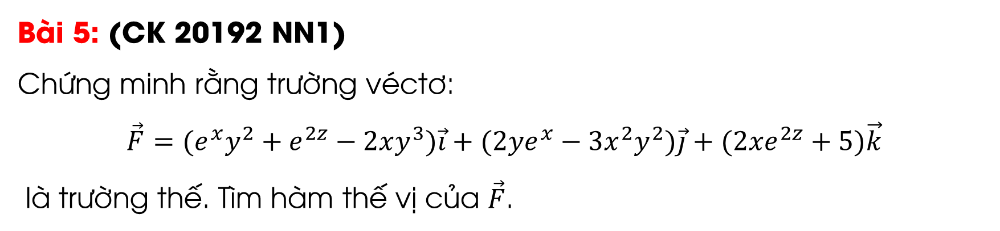 Bài 5: (CK 20192 NN1)
Chứng minh rằng trường véctơ:
$\vec{F} = (e^x y^2 + e^{2z} - 2xy^3)\vec{\imath} + (2ye^x - 3x^2y^2)\vec{\jmath} + (2xe^{2z} + 5)\vec{k}$
là trường thế. Tìm hàm thế vị của $\vec{F}$.